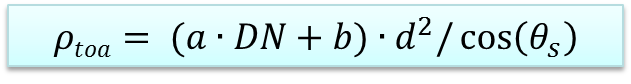 ρ_toa = (a · DN + b) · d² / cos(θ_s)